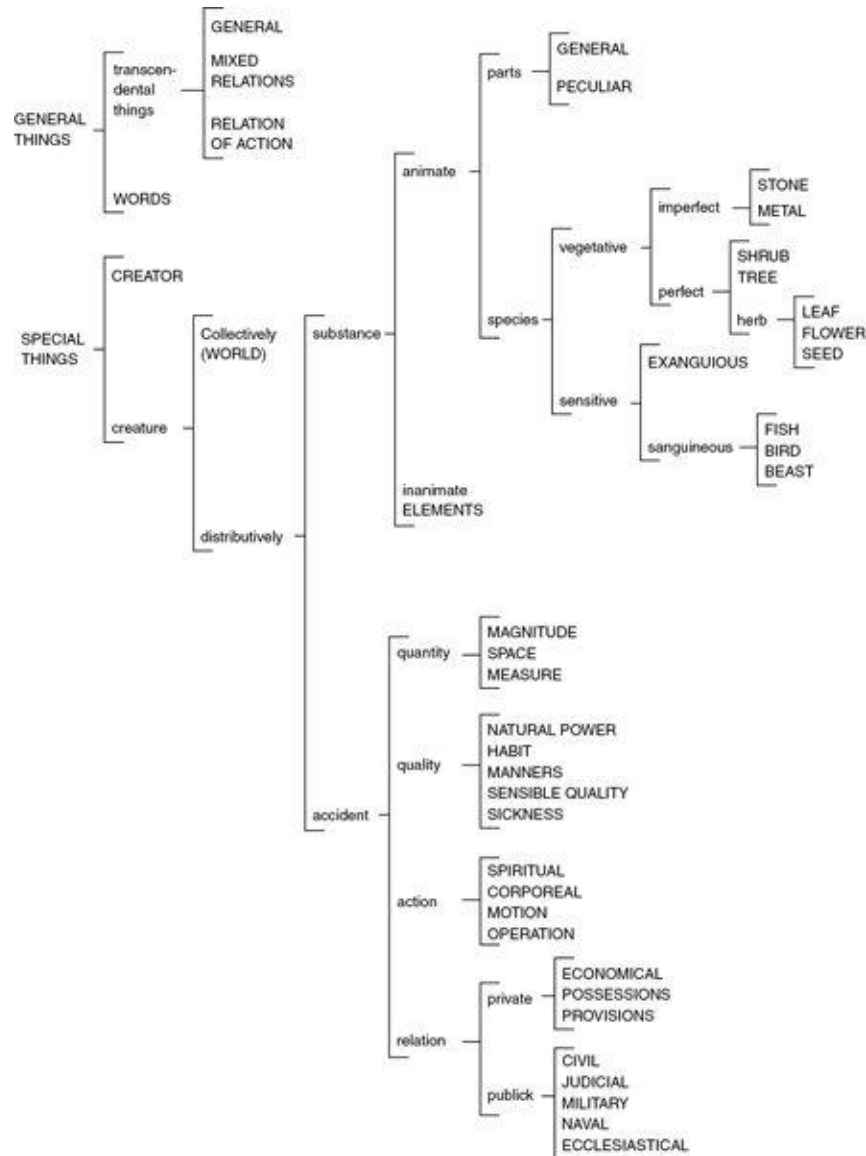 GENERAL
THINGS
transcen-
dental
things
GENERAL
MIXED
RELATIONS
RELATION
OF ACTION
WORDS
SPECIAL
THINGS
CREATOR
creature
Collectively
(WORLD)
distributively
substance
animate
parts
GENERAL
PECULIAR
species
vegetative
imperfect
STONE
METAL
perfect
SHRUB
TREE
herb
LEAF
FLOWER
SEED
sensitive
EXANGUIOUS
sanguineous
FISH
BIRD
BEAST
inanimate
ELEMENTS
accident
quantity
MAGNITUDE
SPACE
MEASURE
quality
NATURAL POWER
HABIT
MANNERS
SENSIBLE QUALITY
SICKNESS
action
SPIRITUAL
CORPOREAL
MOTION
OPERATION
relation
private
ECONOMICAL
POSSESSIONS
PROVISIONS
publick
CIVIL
JUDICIAL
MILITARY
NAVAL
ECCLESIASTICAL